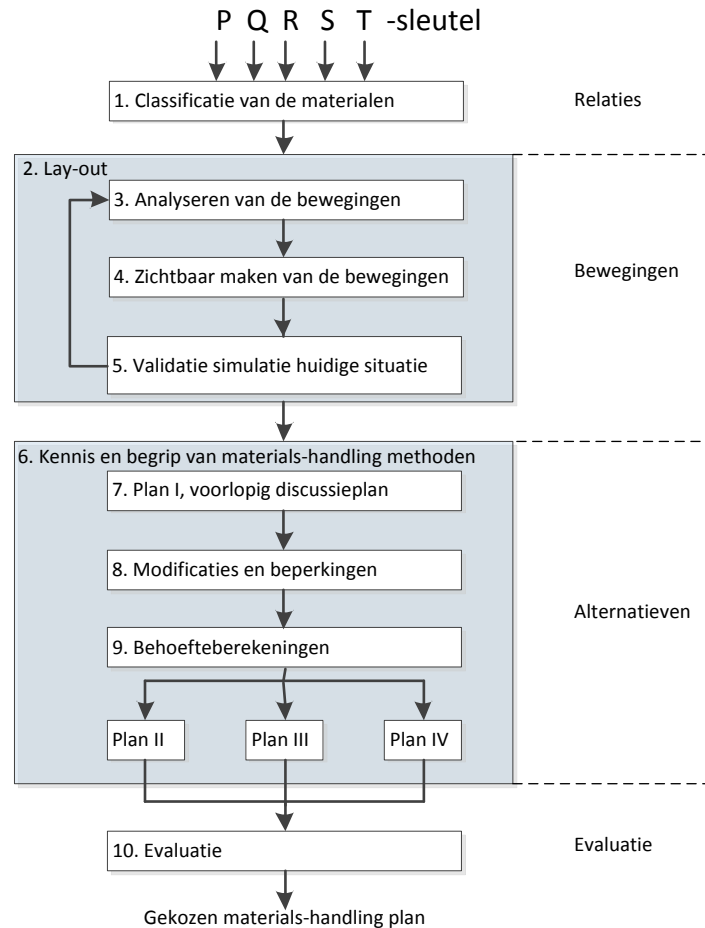 P Q R S T -sleutel
1. Classificatie van de materialen
Relaties
2. Lay-out
3. Analyseren van de bewegingen
4. Zichtbaar maken van de bewegingen
Bewegingen
5. Validatie simulatie huidige situatie
6. Kennis en begrip van materials-handling methoden
7. Plan I, voorlopig discussieplan
8. Modificaties en beperkingen
Alternatieven
9. Behoefteberekeningen
Plan II
Plan III
Plan IV
10. Evaluatie
Evaluatie
Gekozen materials-handling plan